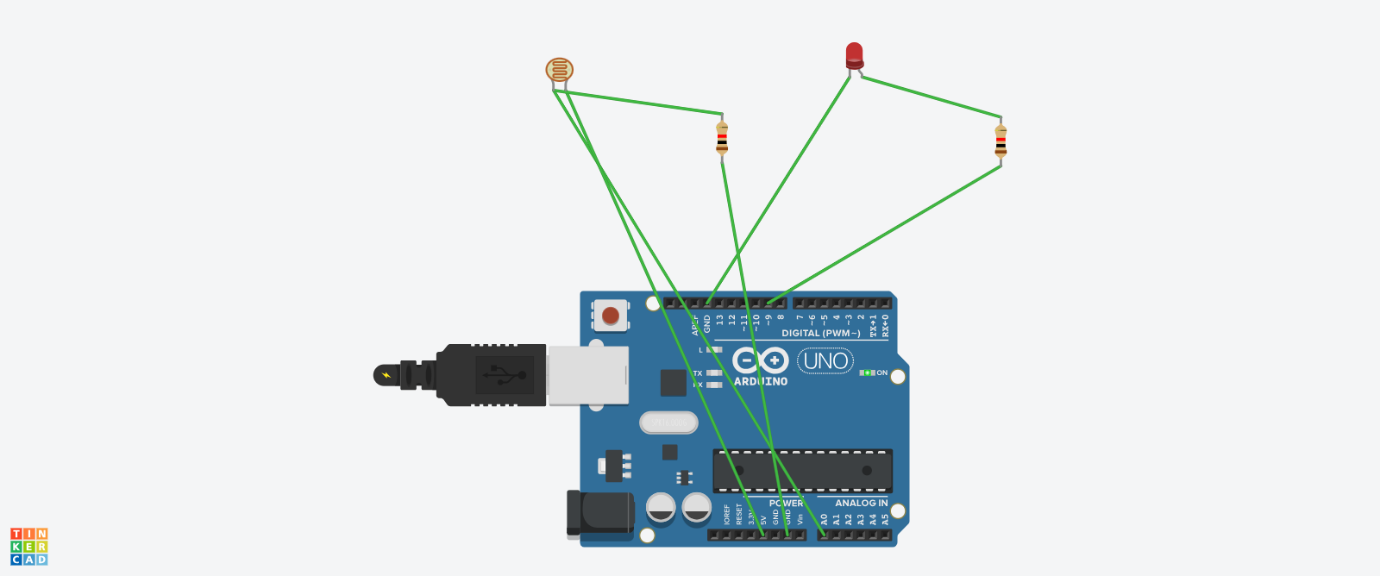 AREF
GND
13
12
~11
~10
~9
8
7
~6
~5
4
~3
2
TX→1
RX←0
DIGITAL (PWM~)
L
TX
RX
ARDUINO
UNO
ON
POWER
ANALOG IN
IOREF
RESET
3.3V
5V
GND
GND
Vin
A0
A1
A2
A3
A4
A5
TIN
KER
CAD